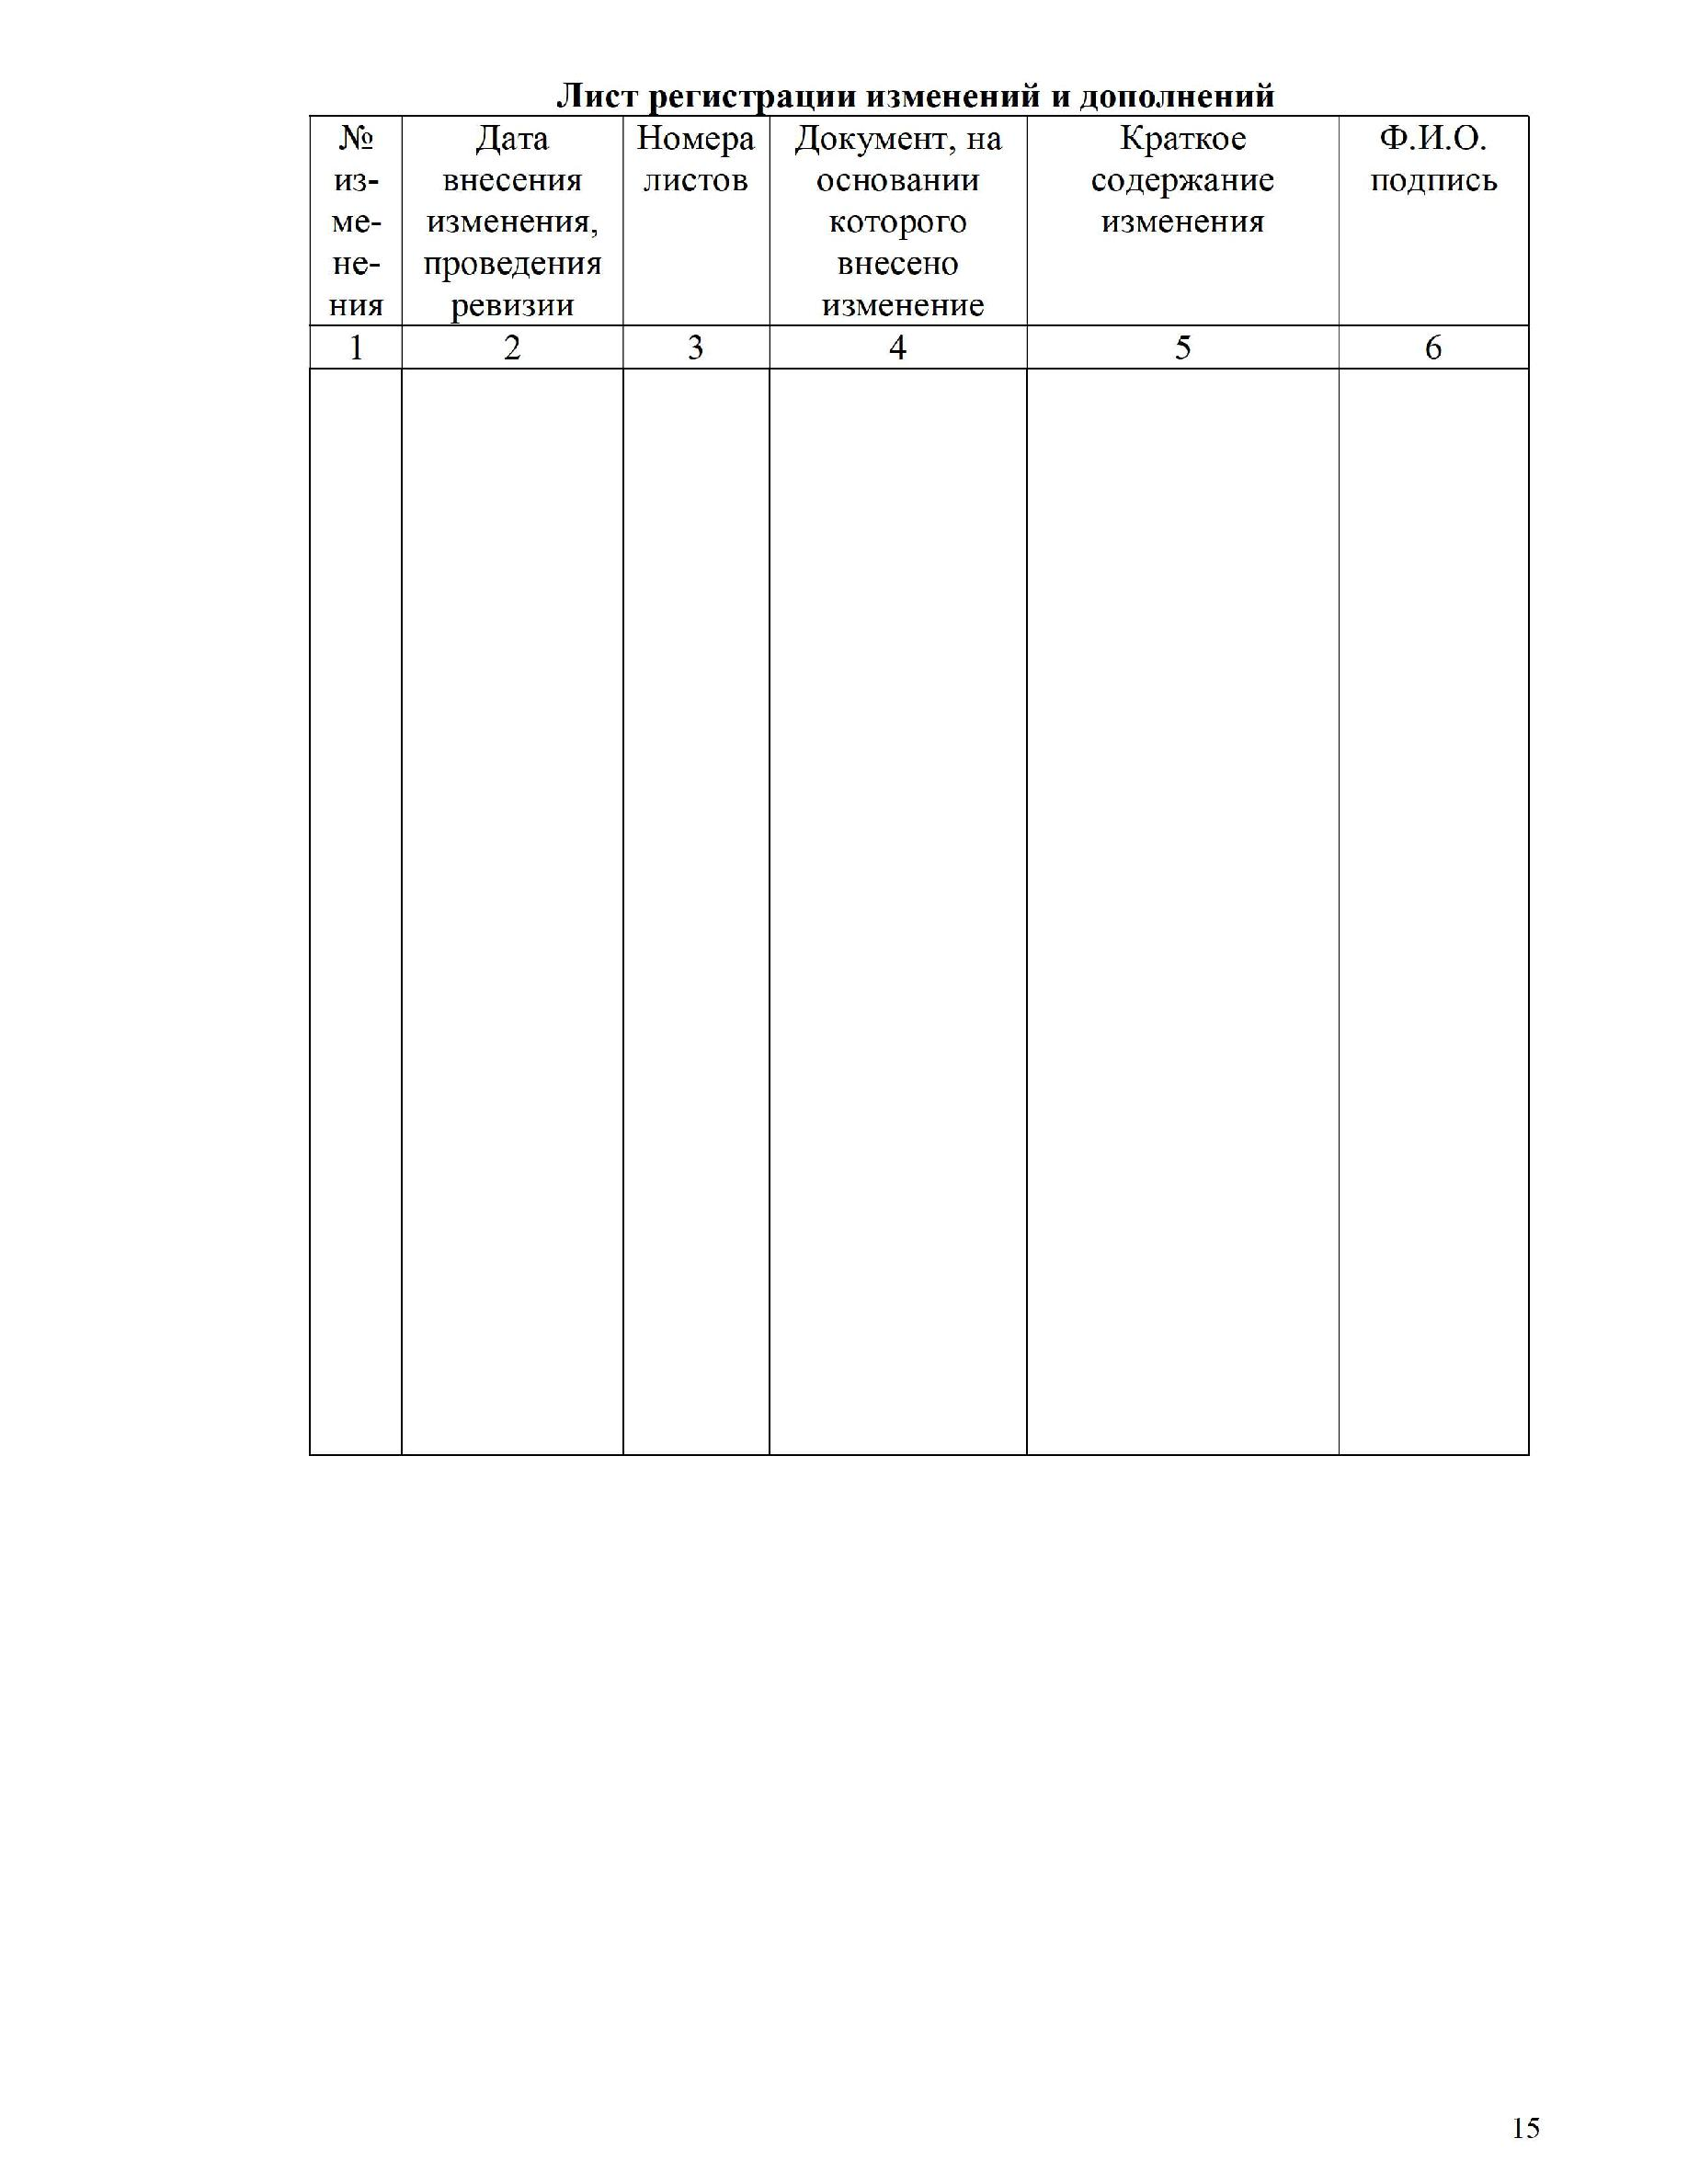 Лист регистрации изменений и дополнений
№ из- ме- не- ния
Дата внесения изменения, проведения ревизии
Номера листов
Документ, на основании которого внесено изменение
Краткое содержание изменения
Ф.И.О. подпись
1 2 3 4 5 6
15